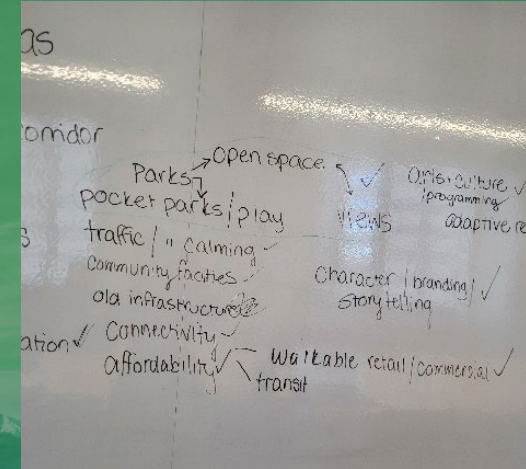 as
orridor
Open space
Parks
pocket parks / play
views
arts + culture
/programming
adaptive re
traffic / " calming
s
community facilities
old infrastructure
Character / branding /
Story telling
ation
Connectivity
affordability
walkable retail / commercial
transit